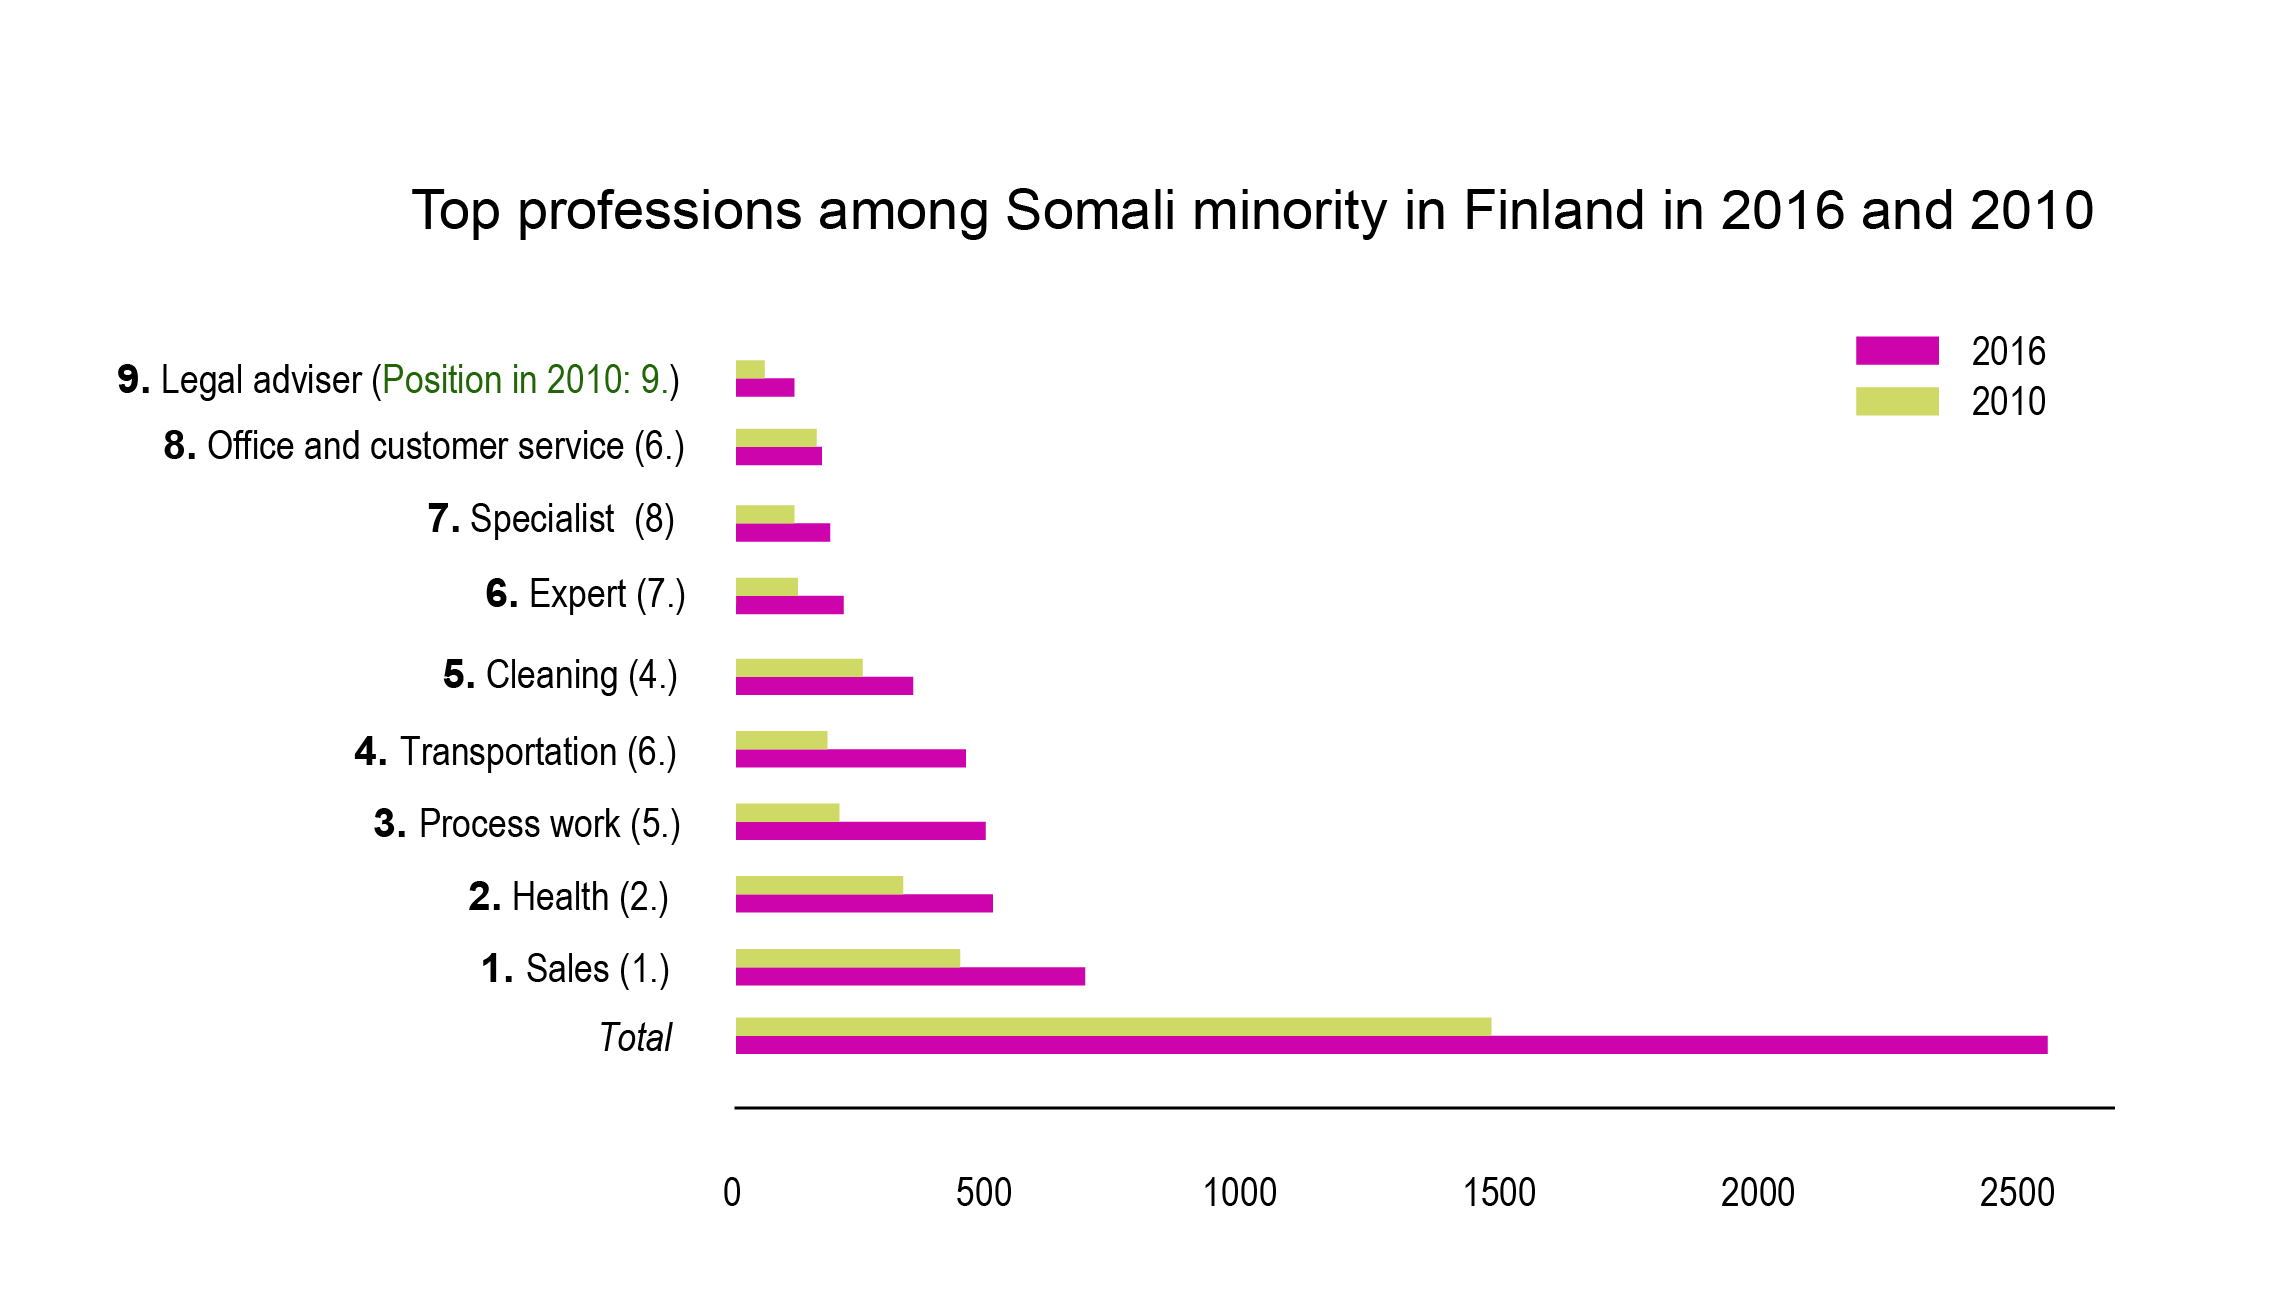 Top professions among Somali minority in Finland in 2016 and 2010
2016
2010
9. Legal adviser (Position in 2010: 9.)
8. Office and customer service (6.)
7. Specialist  (8)
6. Expert (7.)
5. Cleaning (4.)
4. Transportation (6.)
3. Process work (5.)
2. Health (2.)
1. Sales (1.)
Total
0 500 1000 1500 2000 2500